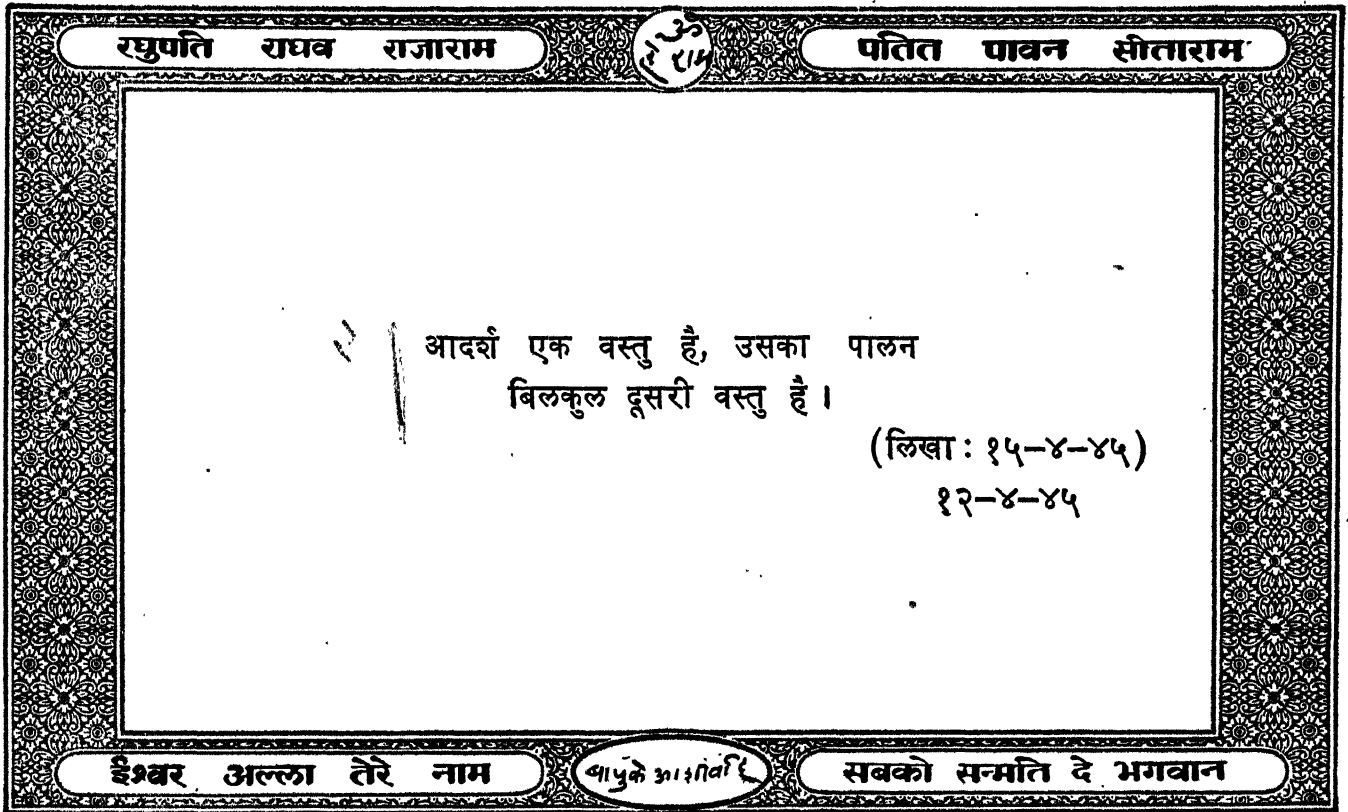 रघुपति राघव राजाराम
ॐ
हे राम
पतित पावन सीताराम
आदर्श एक वस्तु है, उसका पालन
बिलकुल दूसरी वस्तु है।
(लिखा: १५-४-४५)
१२-४-४५
ईश्वर अल्ला तेरे नाम
बापुके आशीर्वाद
सबको सन्मति दे भगवान